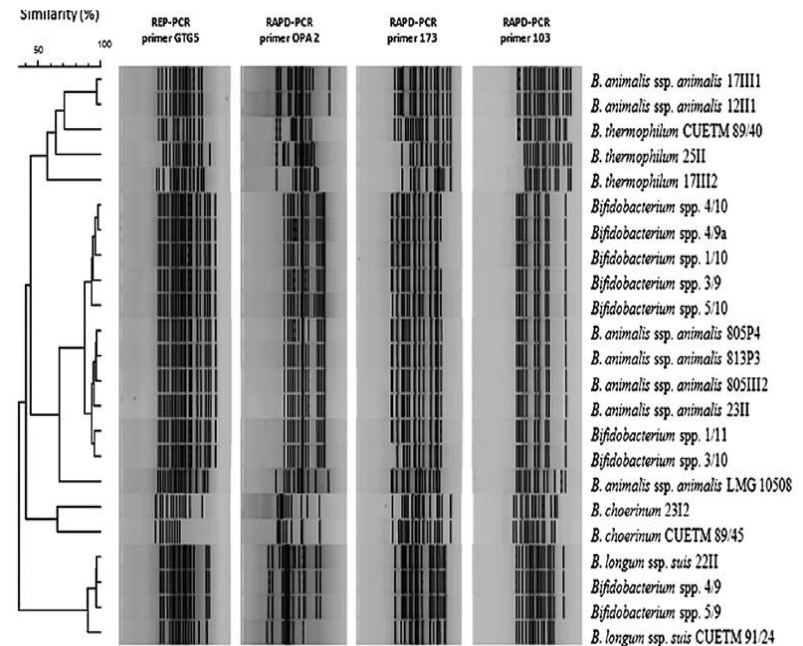 Similarity (%)
50 100
REP-PCR
primer GTG5
RAPD-PCR
primer OPA 2
RAPD-PCR
primer 173
RAPD-PCR
primer 103
B. animalis ssp. animalis 17III1
B. animalis ssp. animalis 12II1
B. thermophilum CUETM 89/40
B. thermophilum 25II
B. thermophilum 17III2
Bifidobacterium spp. 4/10
Bifidobacterium spp. 4/9a
Bifidobacterium spp. 1/10
Bifidobacterium spp. 3/9
Bifidobacterium spp. 5/10
B. animalis ssp. animalis 805P4
B. animalis ssp. animalis 813P3
B. animalis ssp. animalis 805III2
B. animalis ssp. animalis 23II
Bifidobacterium spp. 1/11
Bifidobacterium spp. 3/10
B. animalis ssp. animalis LMG 10508
B. choerinum 23I2
B. choerinum CUETM 89/45
B. longum ssp. suis 22II
Bifidobacterium spp. 4/9
Bifidobacterium spp. 5/9
B. longum ssp. suis CUETM 91/24